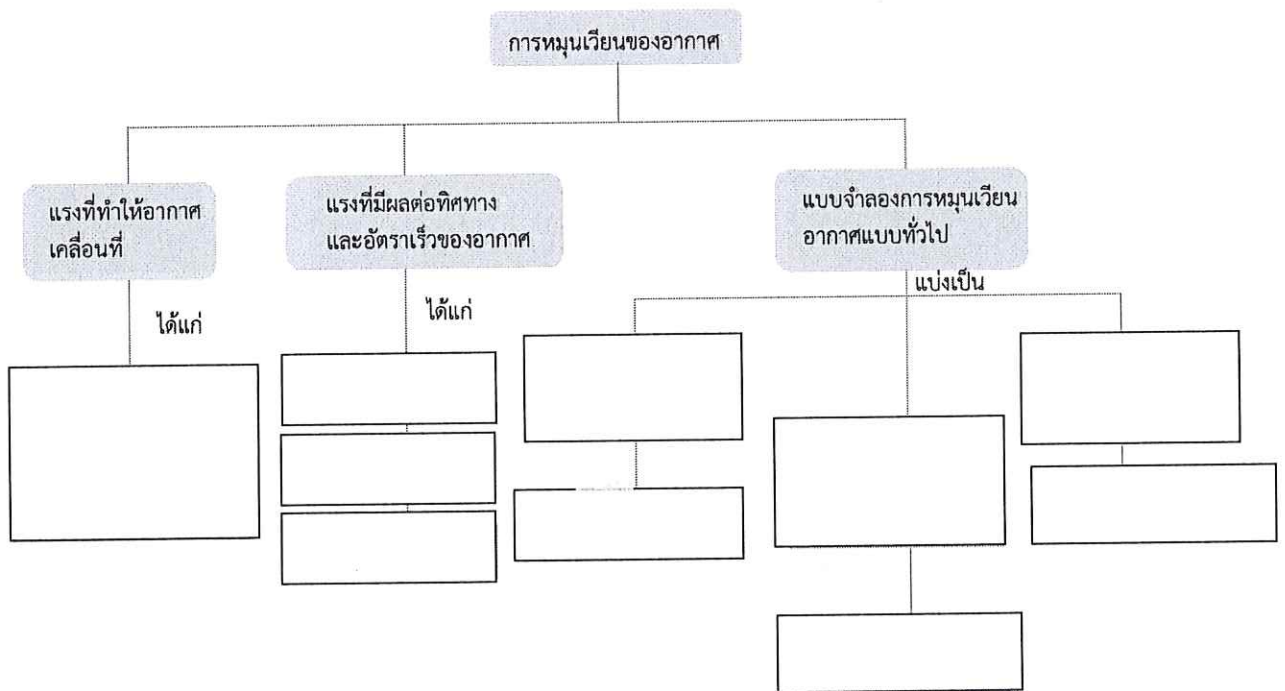 การหมุนเวียนของอากาศ
แรงที่ทำให้อากาศ
เคลื่อนที่
แรงที่มีผลต่อทิศทาง
และอัตราเร็วของอากาศ
แบบจำลองการหมุนเวียน
อากาศแบบทั่วไป
ได้แก่
ได้แก่
แบ่งเป็น